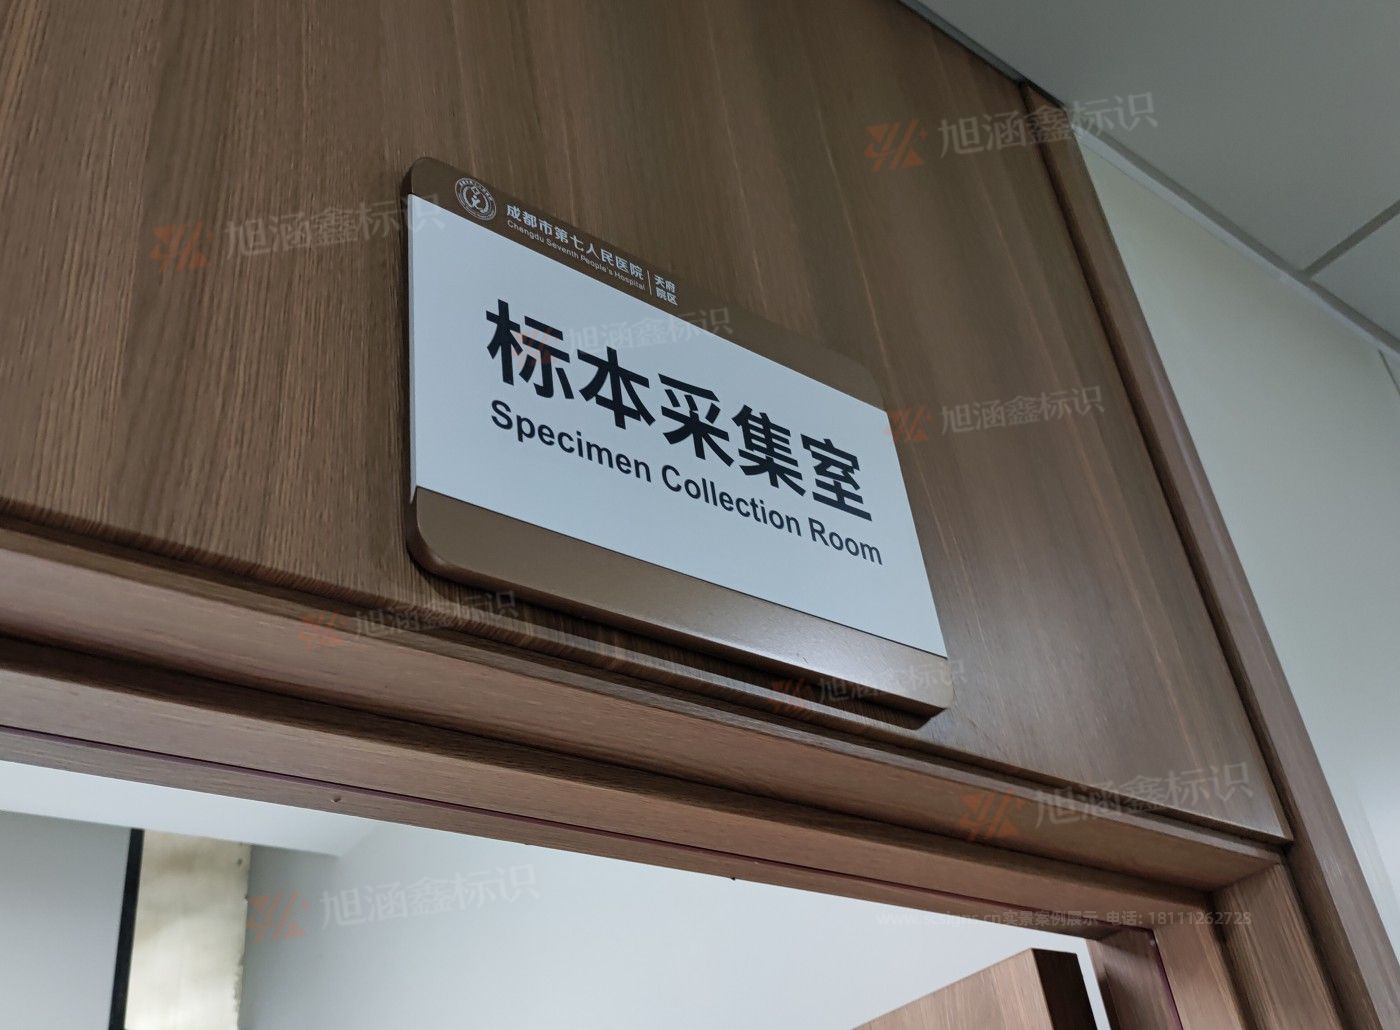 成都市第七人民医院
Chengdu Seventh People's Hospital
天府
院区
标本采集室
Specimen Collection Room
旭涵鑫标识
旭涵鑫标识
旭涵鑫标识
旭涵鑫标识
旭涵鑫标识
旭涵鑫标识
旭涵鑫标识
旭涵鑫标识
实景案例展示 电话: 18111262728